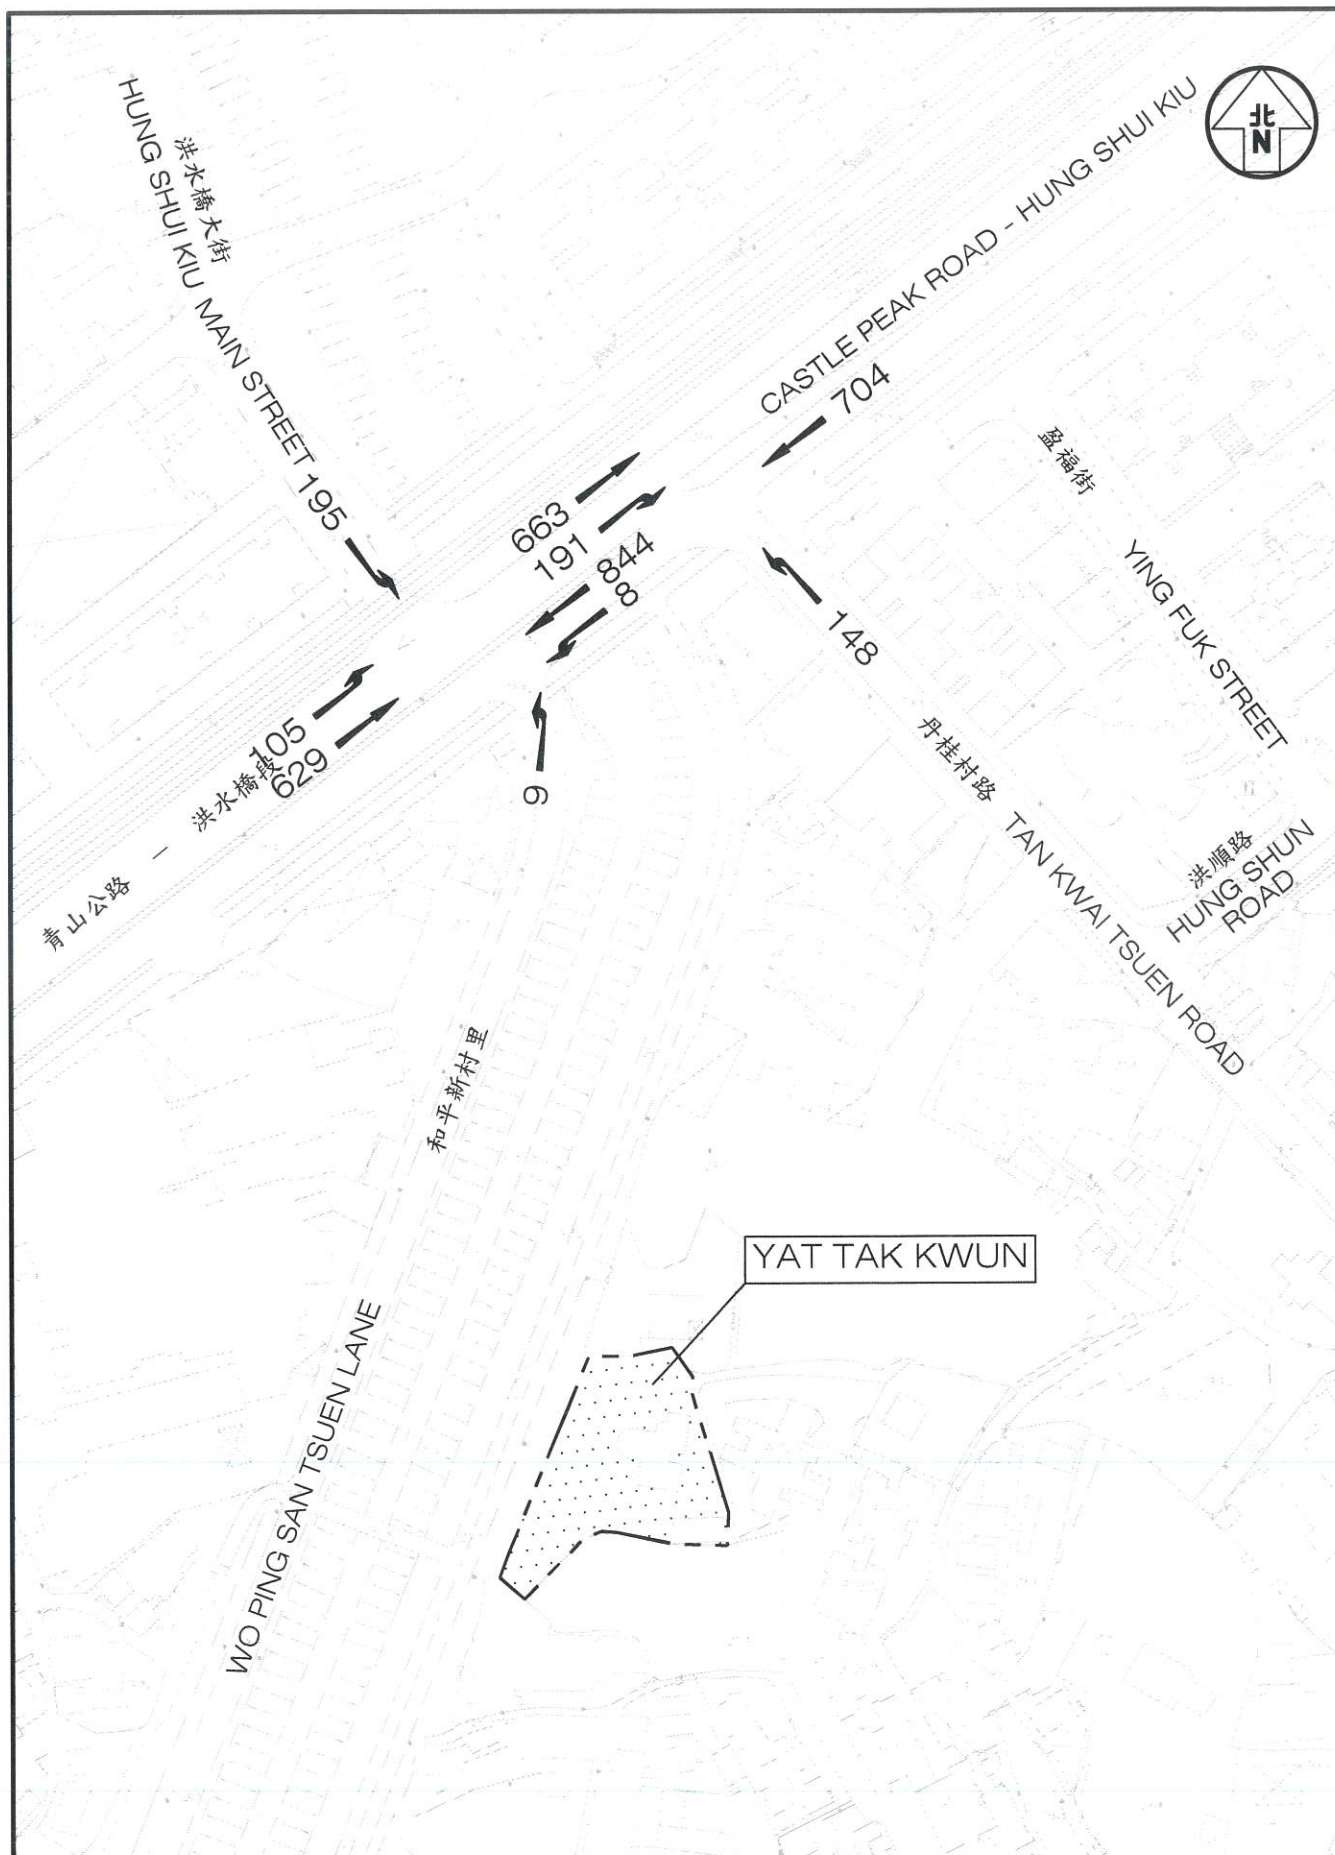 洪水橋大街
HUNG SHUI KIU MAIN STREET
195
CASTLE PEAK ROAD - HUNG SHUI KIU
704
北
N
663
191
844
8
盈福街
YING FUK STREET
148
105
629
9
青山公路 － 洪水橋段
丹桂村路 TAN KWAI TSUEN ROAD
洪順路
HUNG SHUN
ROAD
和平新村里
WO PING SAN TSUEN LANE
YAT TAK KWUN